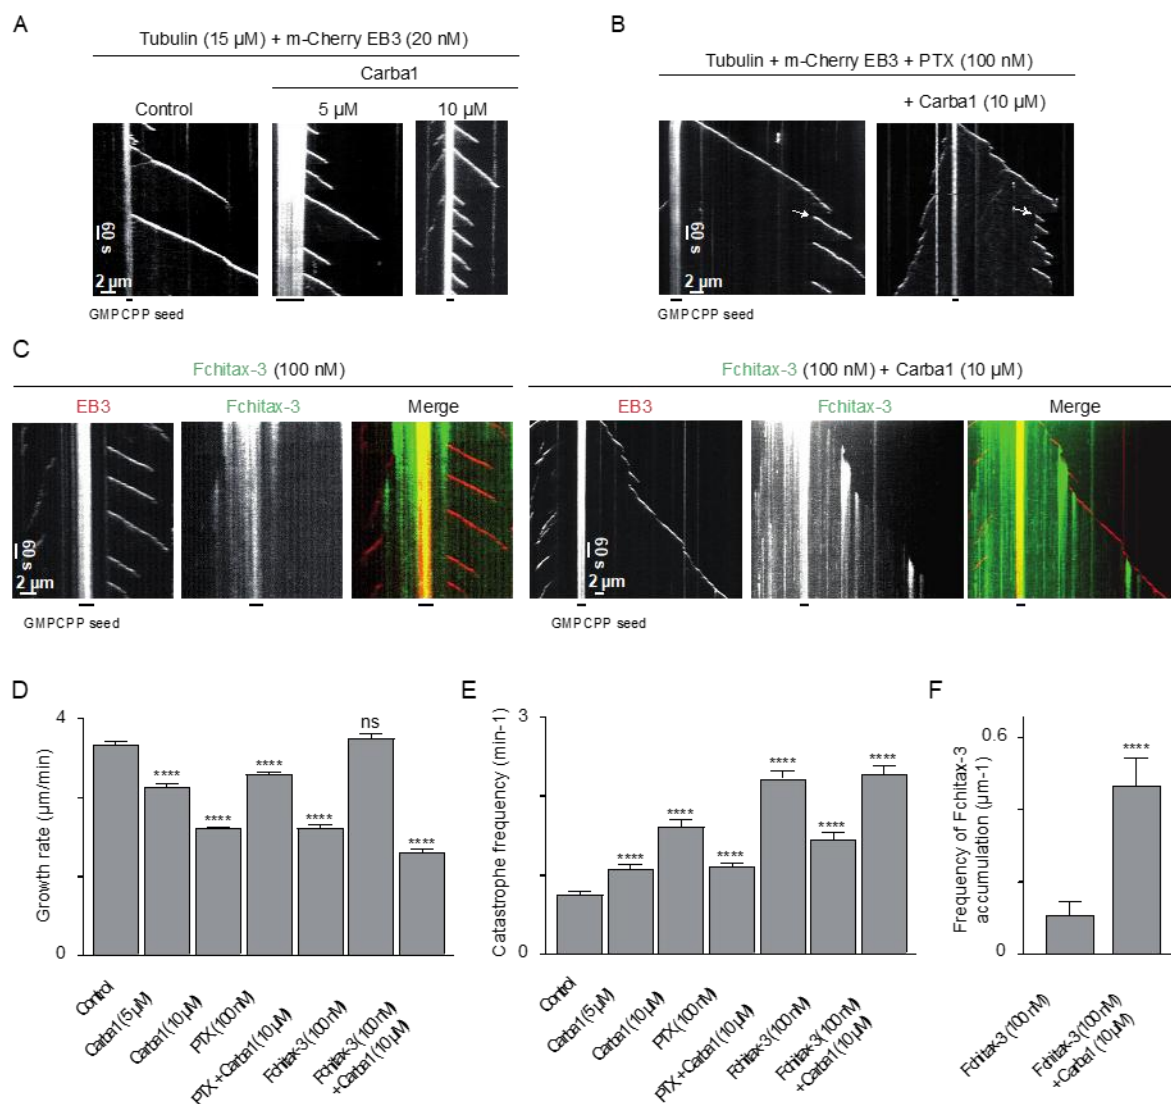 A
Tubulin (15 µM) + m-Cherry EB3 (20 nM)
Carba1
Control
5 µM
10 µM
60 s
2 µm
GMPCPP seed
B
Tubulin + m-Cherry EB3 + PTX (100 nM)
+ Carba1 (10 µM)
60 s
2 µm
GMPCPP seed
C
Fchitax-3 (100 nM)
EB3
Fchitax-3
Merge
60 s
2 µm
GMPCPP seed
Fchitax-3 (100 nM) + Carba1 (10 µM)
EB3
Fchitax-3
Merge
60 s
2 µm
GMPCPP seed
D
Growth rate (µm/min)
4
0
****
****
****
****
ns
****
Control
Carba1 (5 µM)
Carba1 (10 µM)
PTX (100 nM)
PTX + Carba1 (10 µM)
Fchitax-3 (100 nM)
Fchitax-3 (100 nM)
+Carba1 (10 µM)
E
Catastrophe frequency (min-1)
3
0
****
****
****
****
****
****
Control
Carba1 (5 µM)
Carba1 (10 µM)
PTX (100 nM)
PTX + Carba1 (10 µM)
Fchitax-3 (100 nM)
Fchitax-3 (100 nM)
+Carba1 (10 µM)
F
Frequency of Fchitax-3
accumulation (µm-1)
0.6
0
****
Fchitax-3 (100 nM)
Fchitax-3 (100 nM)
+Carba1 (10 µM)